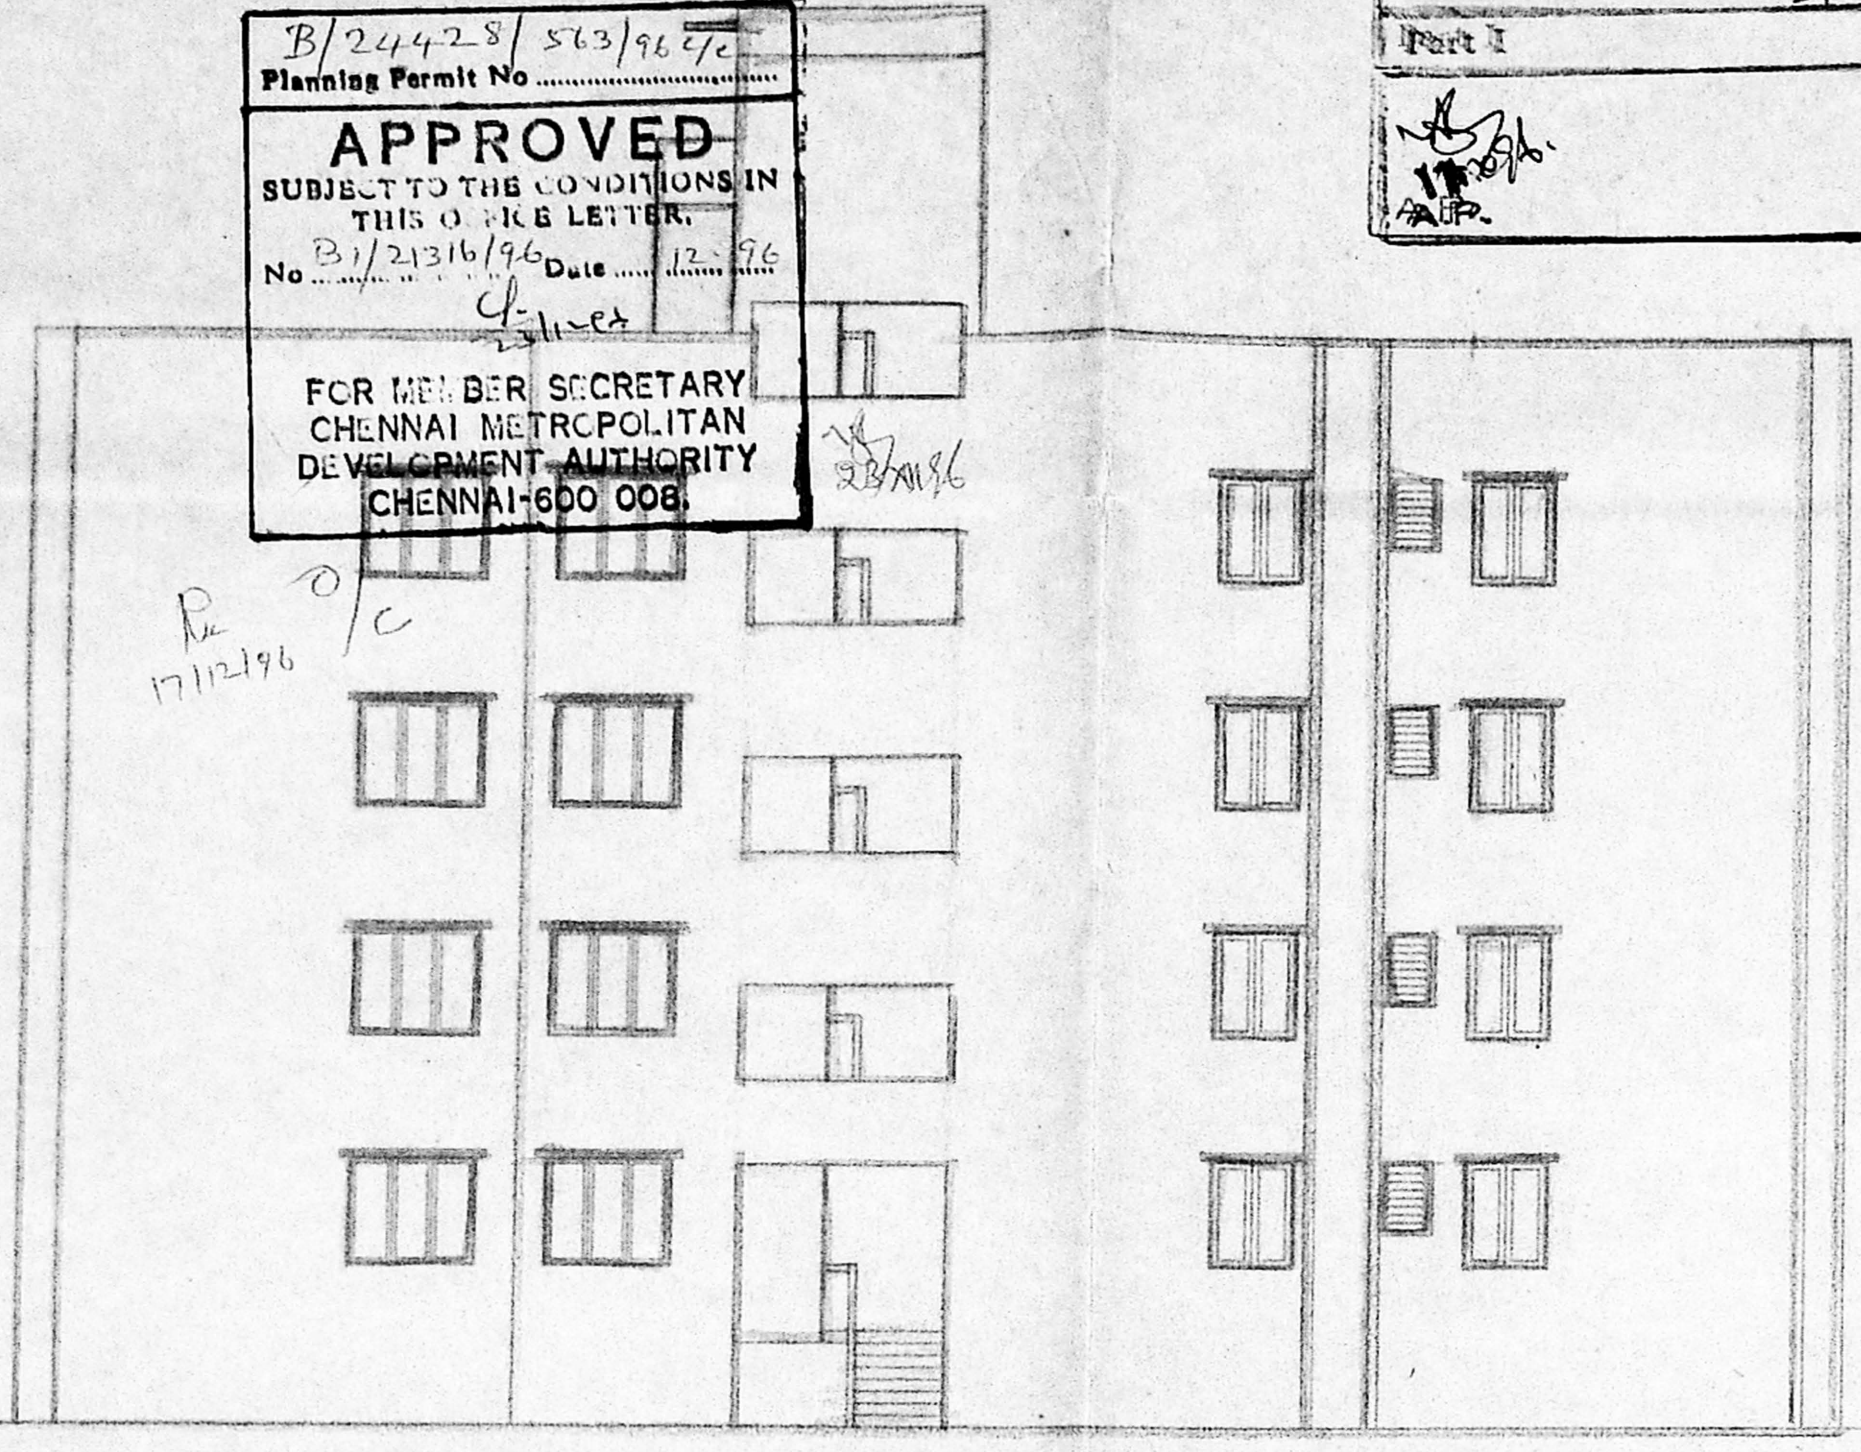 B/24428/563/96
Planning Permit No
APPROVED
SUBJECT TO THE CONDITIONS IN
THIS OFFICE LETTER.
No B1/21316/96 Date 12 96
FOR MEMBER SECRETARY
CHENNAI METROPOLITAN
DEVELOPMENT AUTHORITY
CHENNAI-600 008.
Part I
O/C
17/12/96